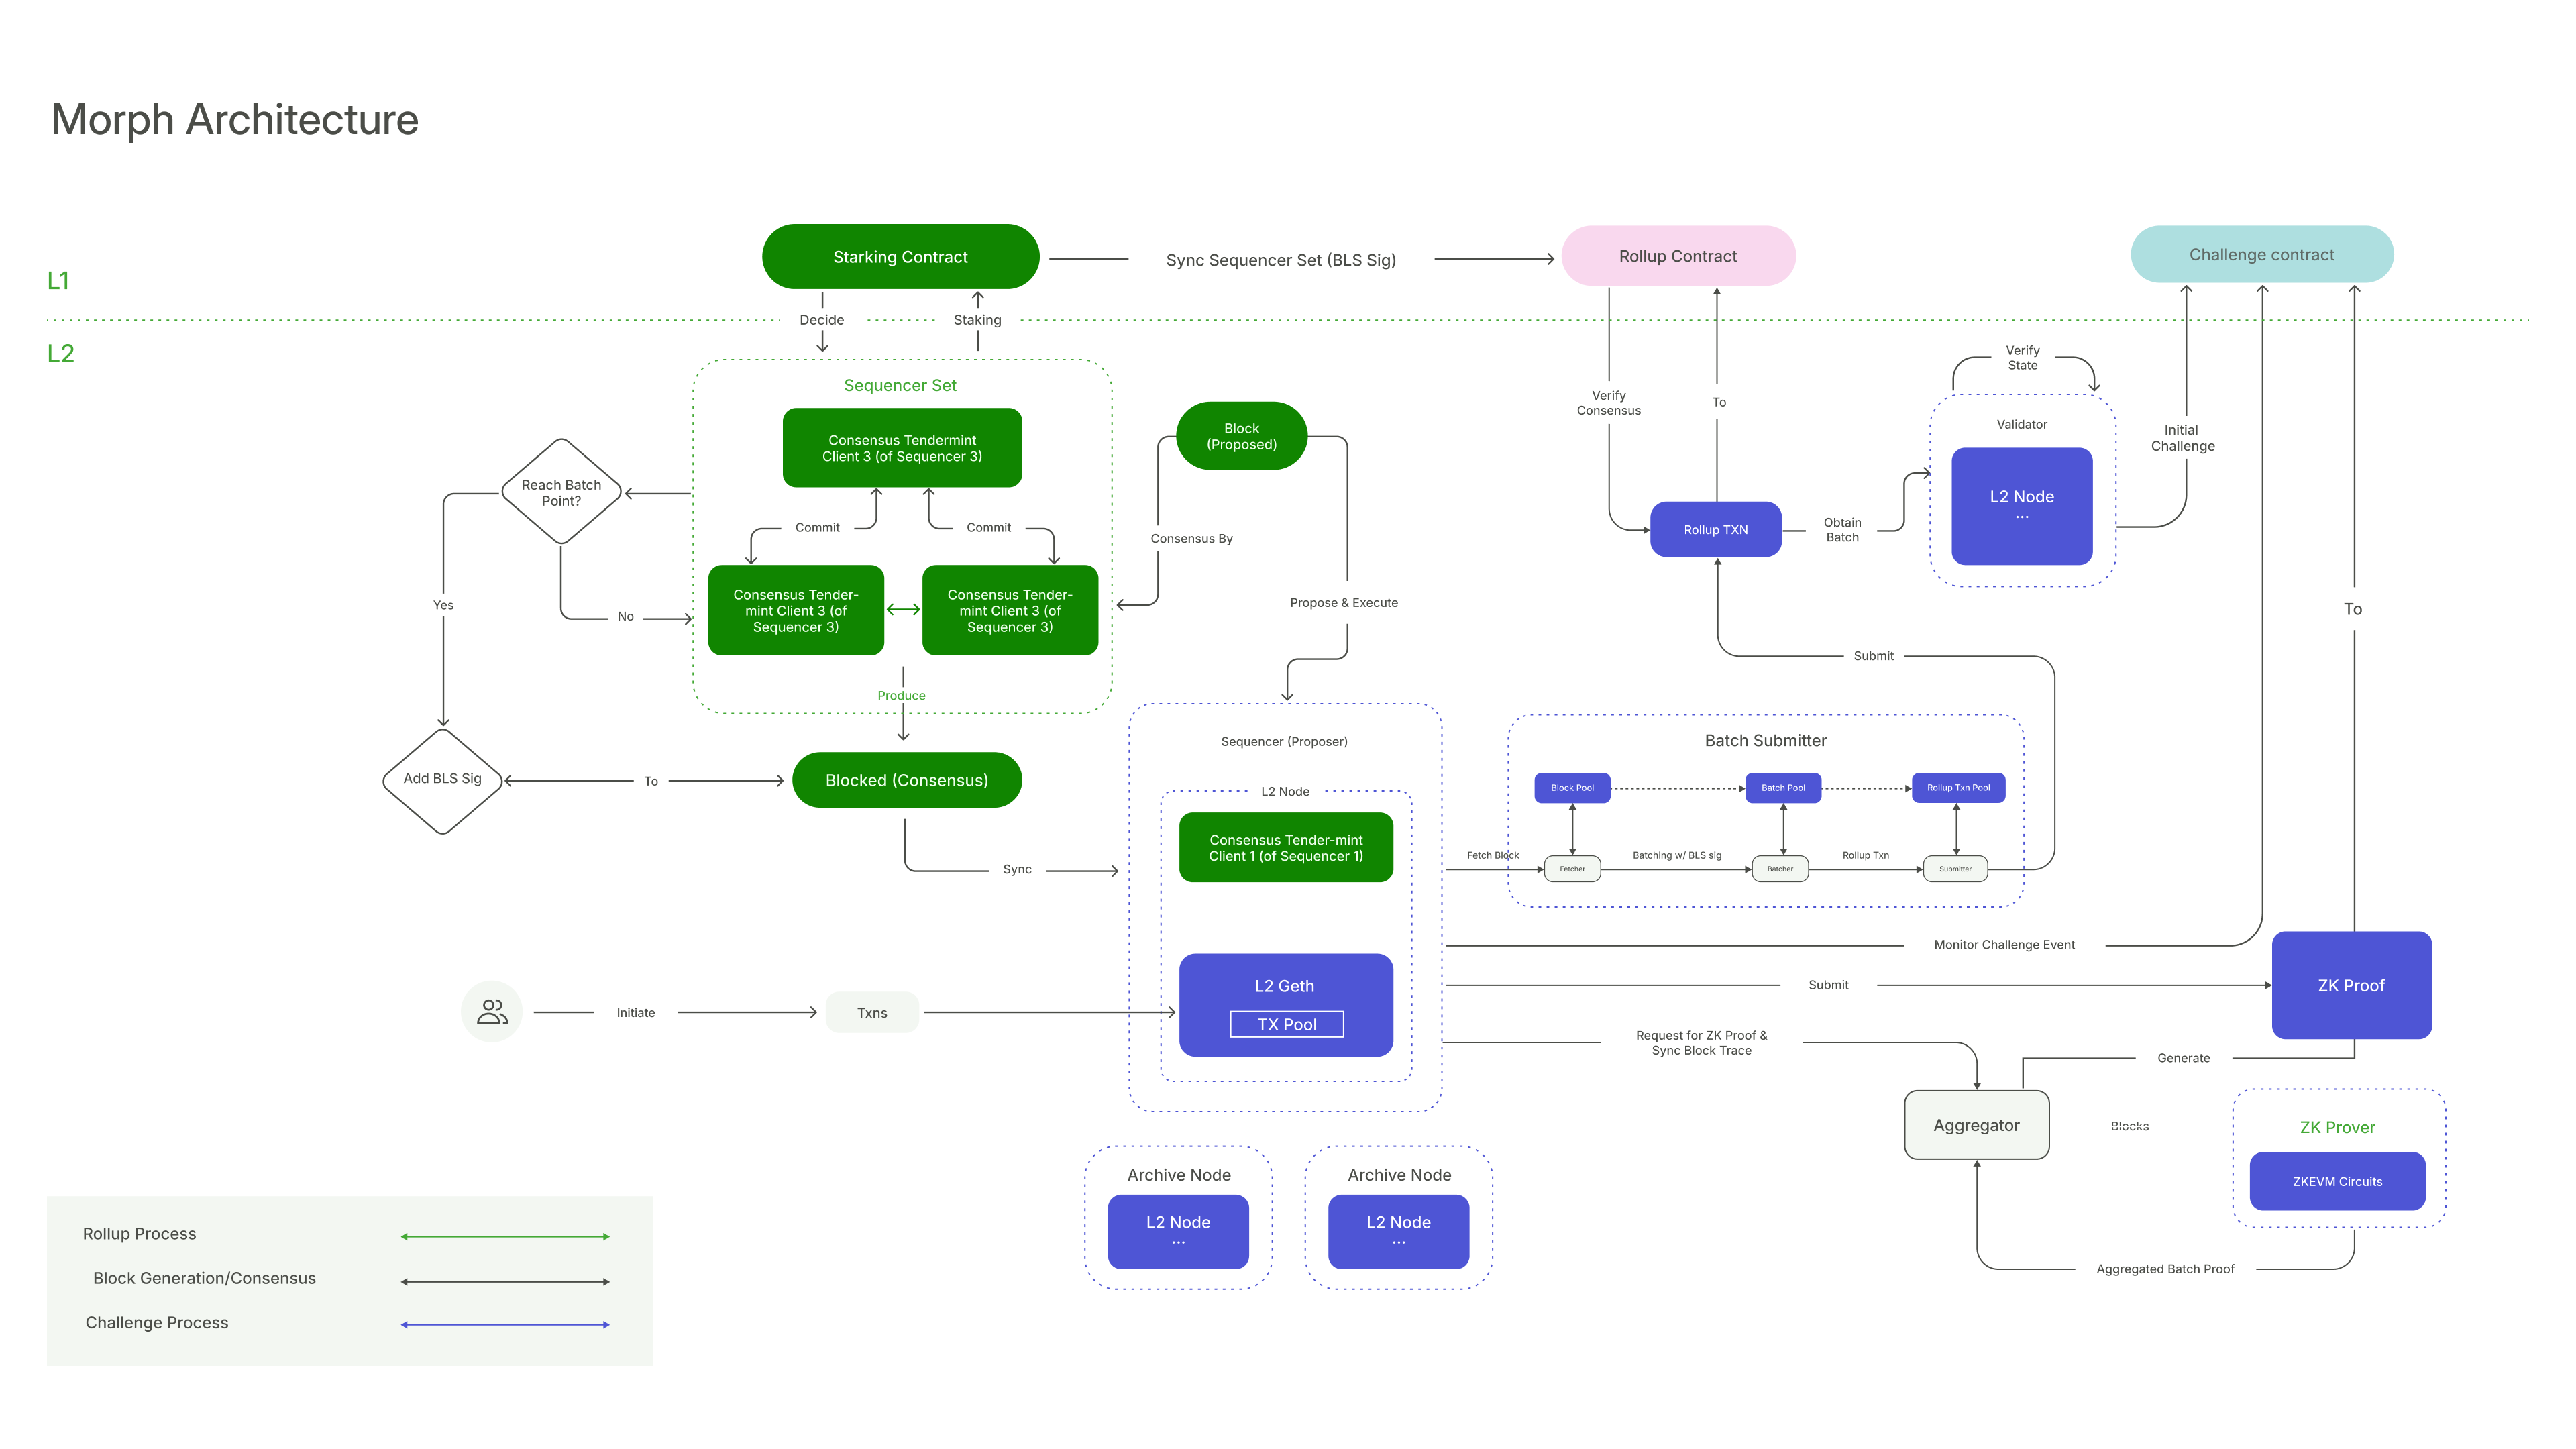 Morph Architecture
L1
L2
Starking Contract
Sync Sequencer Set (BLS Sig)
Rollup Contract
Challenge contract
Decide
Staking
Sequencer Set
Consensus Tendermint
Client 3 (of Sequencer 3)
Commit
Commit
Consensus Tender-
mint Client 3 (of
Sequencer 3)
Consensus Tender-
mint Client 3 (of
Sequencer 3)
Produce
Reach Batch
Point?
Yes
No
Add BLS Sig
To
Blocked (Consensus)
Sync
Block
(Proposed)
Consensus By
Propose & Execute
Verify
Consensus
To
Rollup TXN
Obtain
Batch
Verify
State
Validator
L2 Node
...
Initial
Challenge
To
Submit
Sequencer (Proposer)
L2 Node
Consensus Tender-mint
Client 1 (of Sequencer 1)
L2 Geth
TX Pool
Batch Submitter
Block Pool
Batch Pool
Rollup Txn Pool
Fetch Block
Fetcher
Batching w/ BLS sig
Batcher
Rollup Txn
Submitter
Monitor Challenge Event
Submit
ZK Proof
Request for ZK Proof &
Sync Block Trace
Generate
Initiate
Txns
Aggregator
Blocks
ZK Prover
ZKEVM Circuits
Aggregated Batch Proof
Archive Node
L2 Node
...
Archive Node
L2 Node
...
Rollup Process
Block Generation/Consensus
Challenge Process